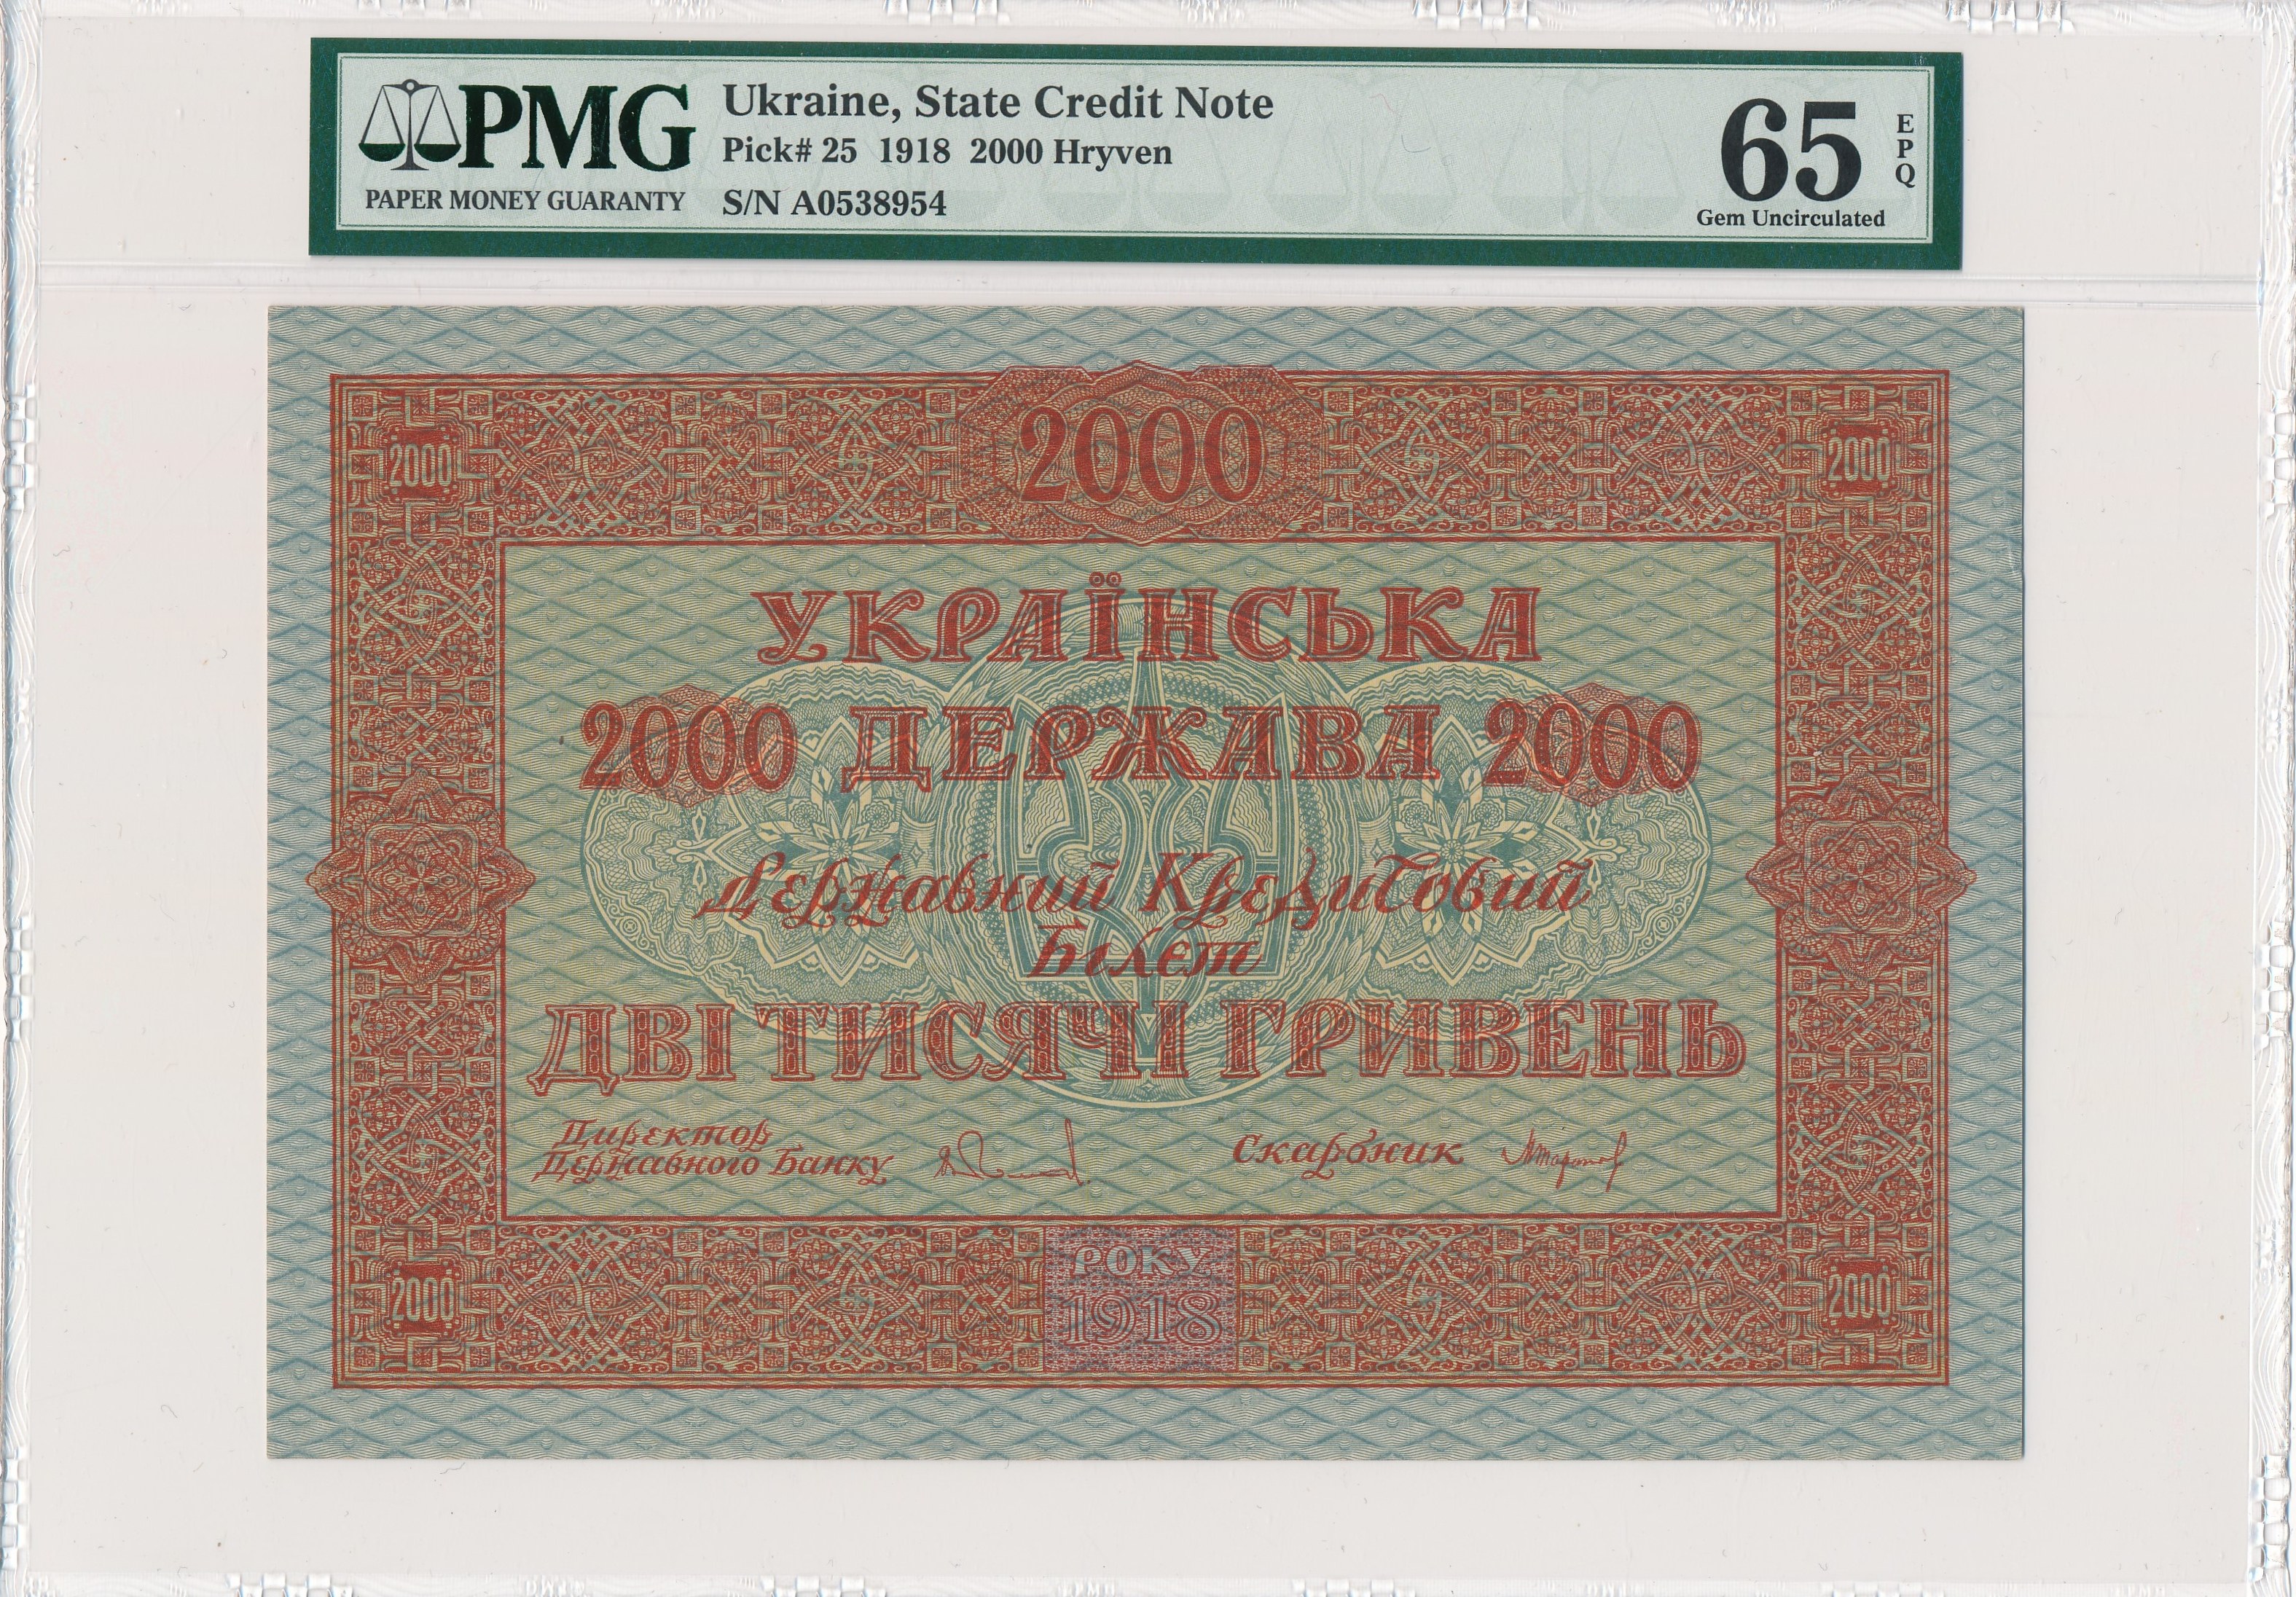 PMG
PAPER MONEY GUARANTY
Ukraine, State Credit Note
Pick# 25 1918 2000 Hryven
S/N A0538954
65
EPQ
Gem Uncirculated
2000
2000 2000
УКРАЇНСЬКА
2000 ДЕРЖАВА 2000
Державний Кредитовий
Білет
ДВІ ТИСЯЧІ ГРИВЕНЬ
Директор
Державного Банку
Скарбник
РОКУ
2000 1918 2000